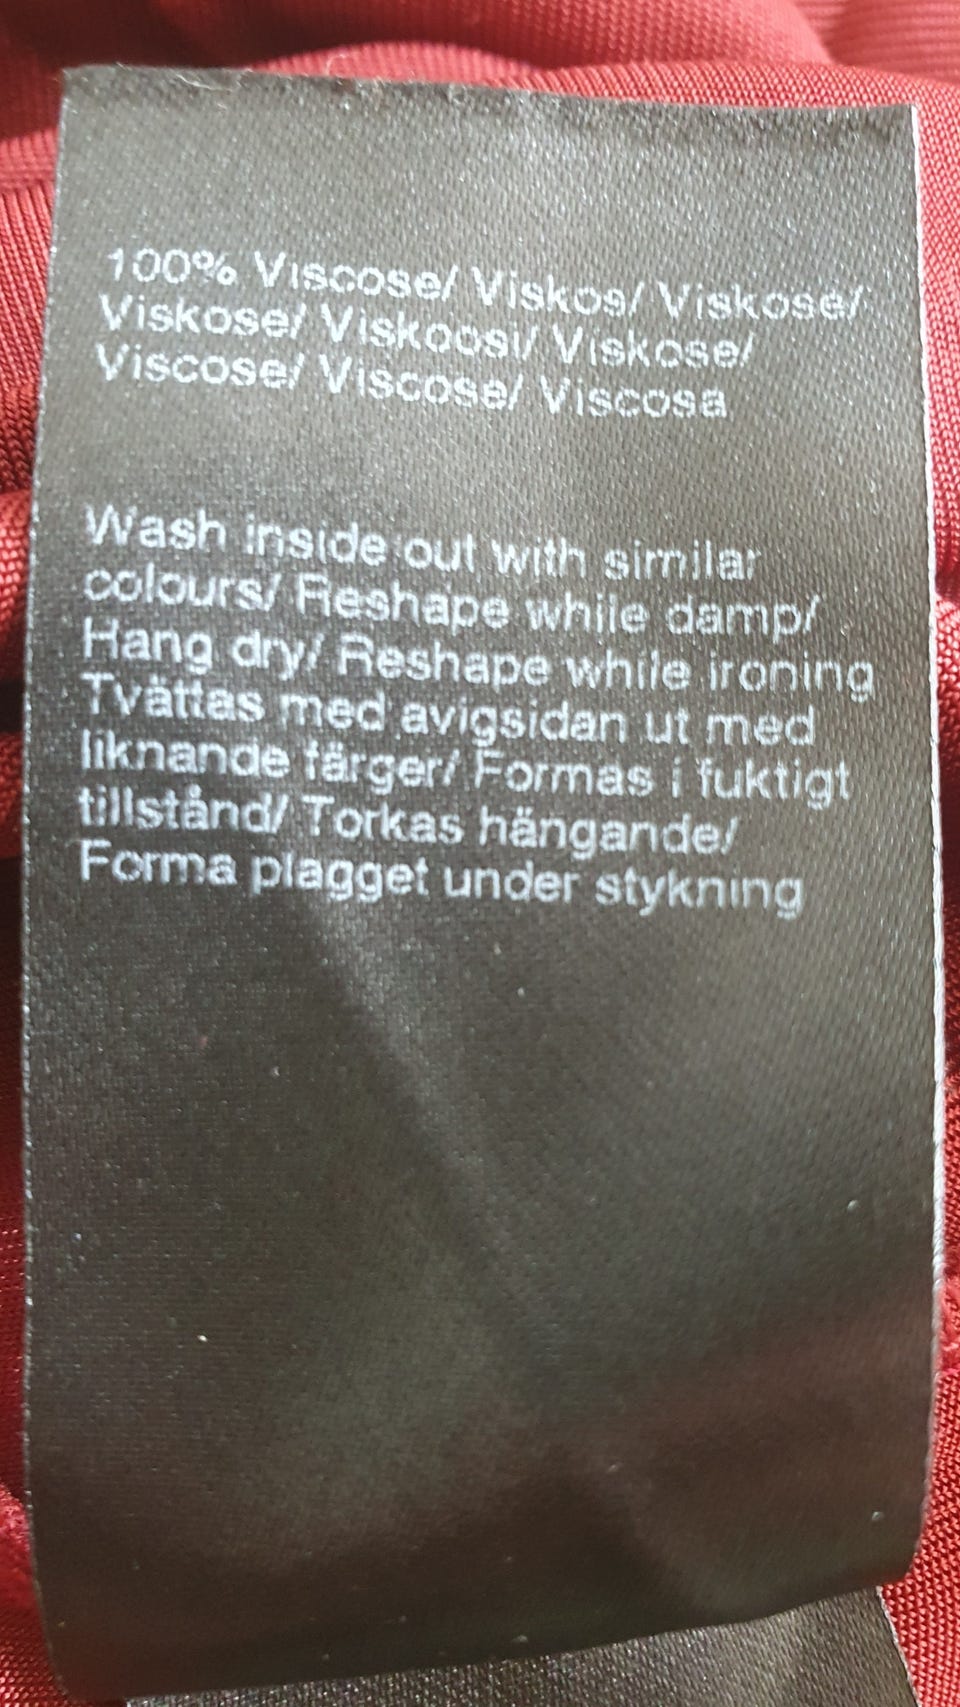 100% Viscose/ Viskos/ Viskose/
Viskose/ Viskoosi/ Viskose/
Viscose/ Viscose/ Viscosa
Wash inside out with similar
colours/ Reshape while damp/
Hang dry/ Reshape while ironing
Tvättas med avigsidan ut med
liknande färger/ Formas i fuktigt
tillstånd/ Torkas hängande/
Forma plagget under stykning